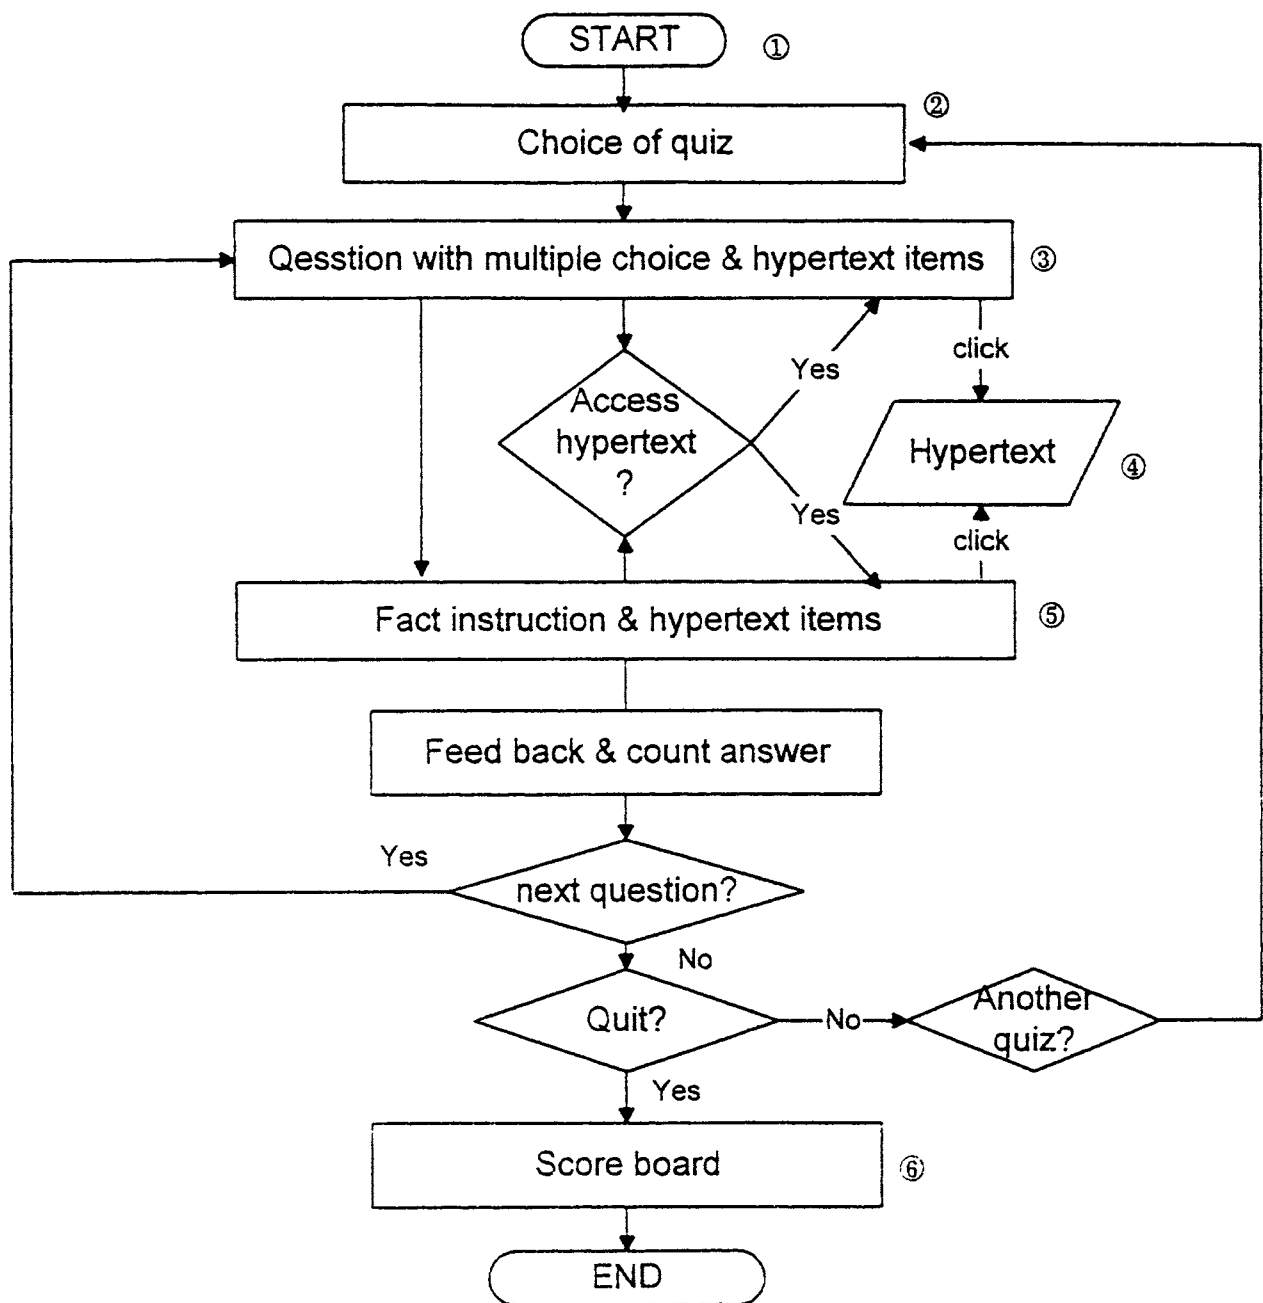 START
①
②
Choice of quiz
Qesstion with multiple choice & hypertext items
③
click
Yes
Access
hypertext
?
Hypertext
④
Yes
click
Fact instruction & hypertext items
⑤
Feed back & count answer
Yes
next question?
No
Quit?
No
Another
quiz?
Yes
Score board
⑥
END